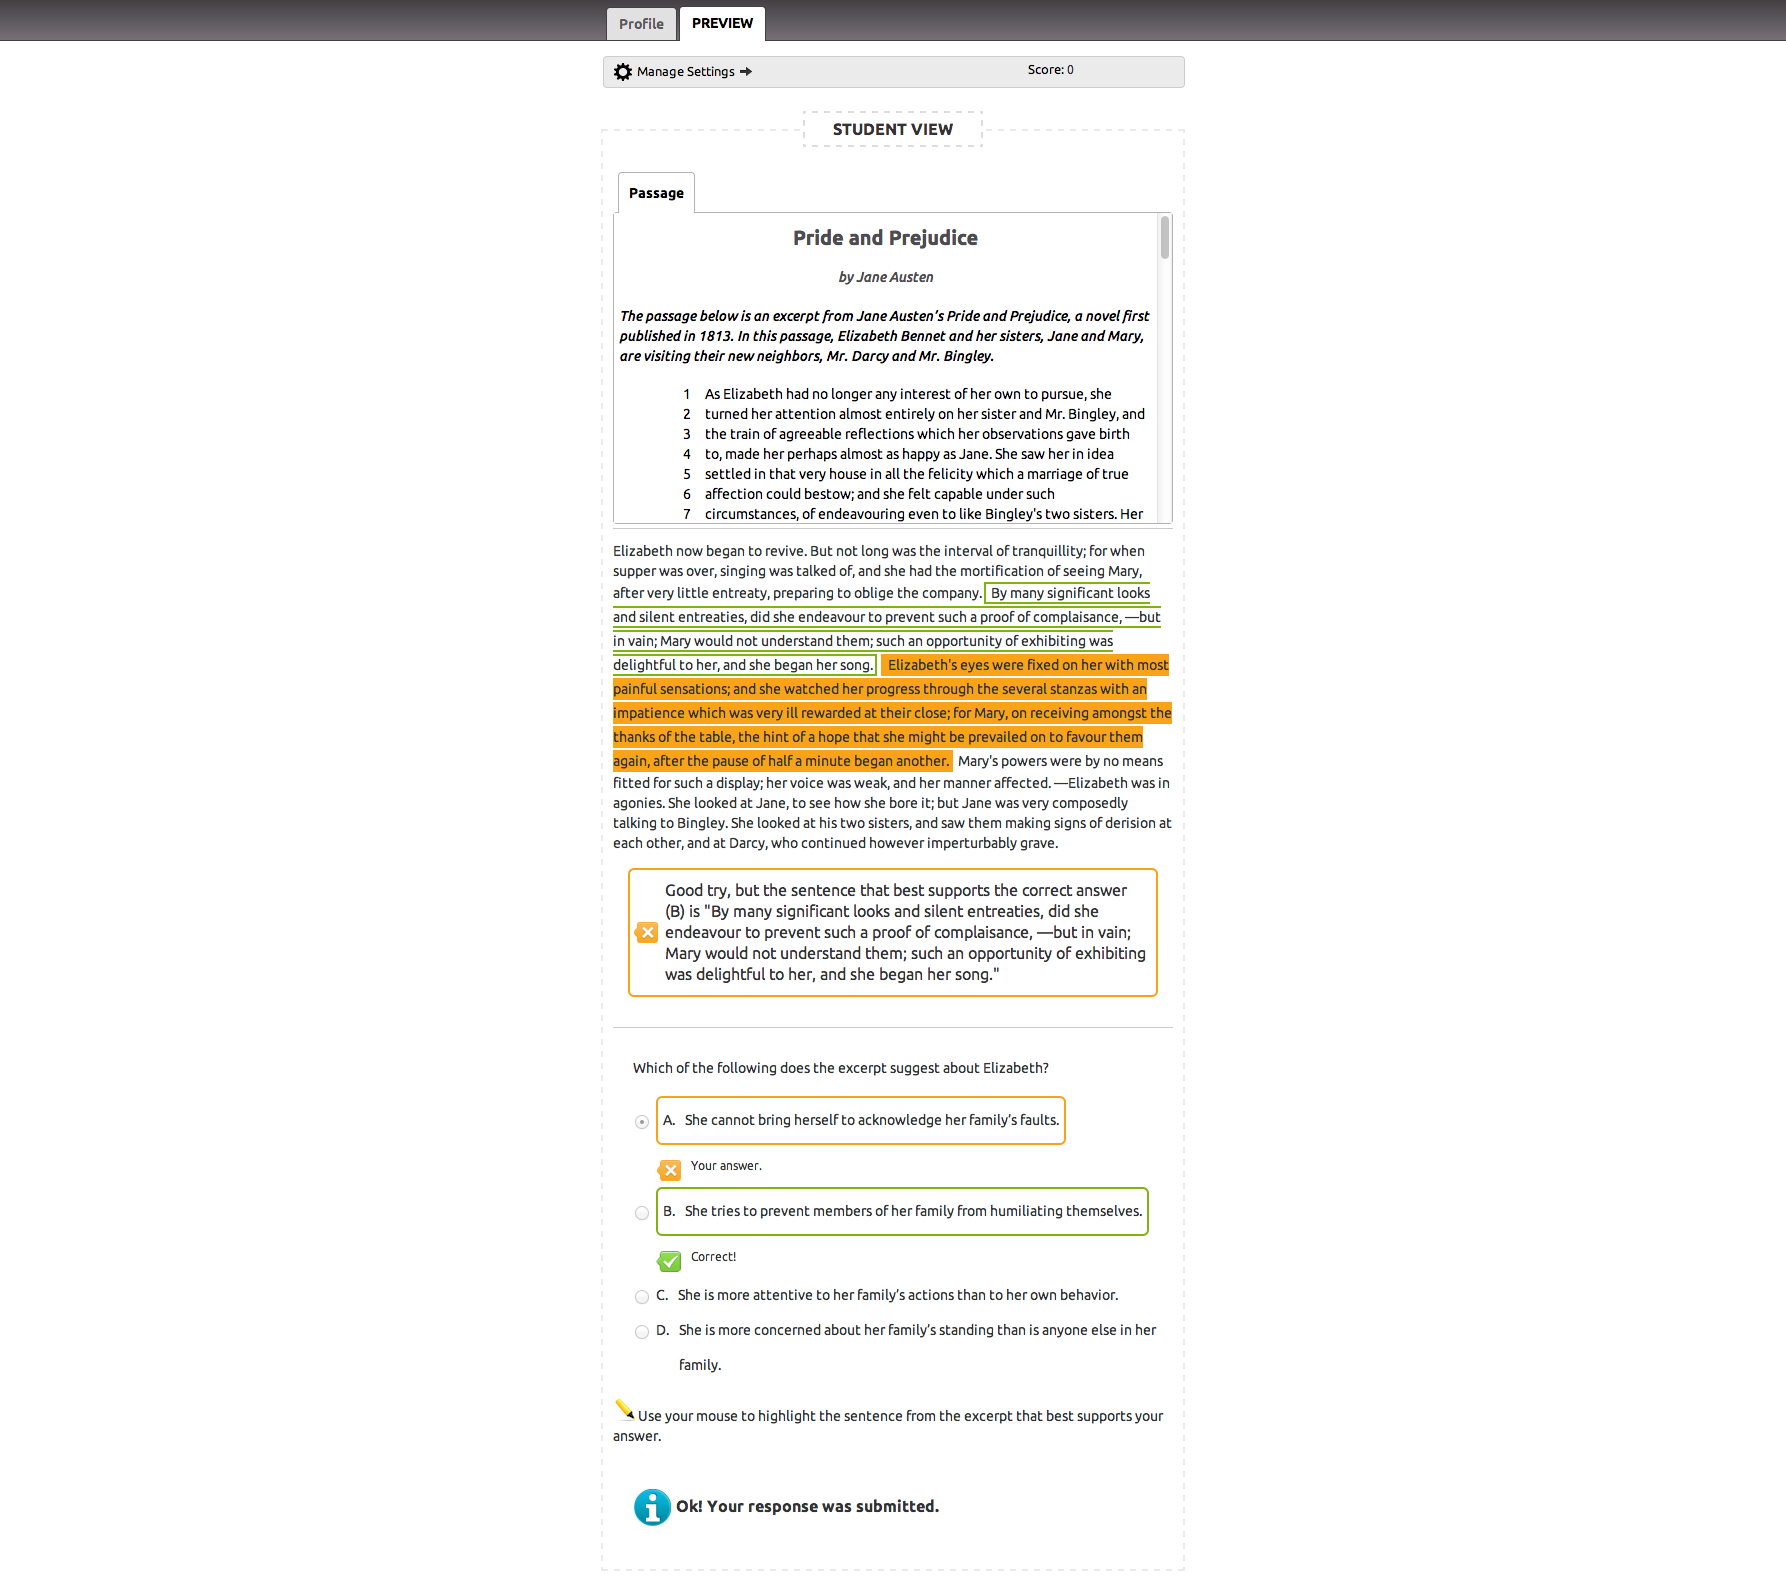 Profile
PREVIEW
Manage Settings ➔
Score: 0
STUDENT VIEW
Passage
Pride and Prejudice
by Jane Austen
The passage below is an excerpt from Jane Austen's Pride and Prejudice, a novel first
published in 1813. In this passage, Elizabeth Bennet and her sisters, Jane and Mary,
are visiting their new neighbors, Mr. Darcy and Mr. Bingley.
1 As Elizabeth had no longer any interest of her own to pursue, she
2 turned her attention almost entirely on her sister and Mr. Bingley, and
3 the train of agreeable reflections which her observations gave birth
4 to, made her perhaps almost as happy as Jane. She saw her in idea
5 settled in that very house in all the felicity which a marriage of true
6 affection could bestow; and she felt capable under such
7 circumstances, of endeavouring even to like Bingley's two sisters. Her
Elizabeth now began to revive. But not long was the interval of tranquillity; for when
supper was over, singing was talked of, and she had the mortification of seeing Mary,
after very little entreaty, preparing to oblige the company. By many significant looks
and silent entreaties, did she endeavour to prevent such a proof of complaisance, —but
in vain; Mary would not understand them; such an opportunity of exhibiting was
delightful to her, and she began her song. Elizabeth's eyes were fixed on her with most
painful sensations; and she watched her progress through the several stanzas with an
impatience which was very ill rewarded at their close; for Mary, on receiving amongst the
thanks of the table, the hint of a hope that she might be prevailed on to favour them
again, after the pause of half a minute began another. Mary's powers were by no means
fitted for such a display; her voice was weak, and her manner affected. —Elizabeth was in
agonies. She looked at Jane, to see how she bore it; but Jane was very composedly
talking to Bingley. She looked at his two sisters, and saw them making signs of derision at
each other, and at Darcy, who continued however imperturbably grave.
Good try, but the sentence that best supports the correct answer
(B) is "By many significant looks and silent entreaties, did she
endeavour to prevent such a proof of complaisance, —but in vain;
Mary would not understand them; such an opportunity of exhibiting
was delightful to her, and she began her song."
Which of the following does the excerpt suggest about Elizabeth?
A. She cannot bring herself to acknowledge her family's faults.
Your answer.
B. She tries to prevent members of her family from humiliating themselves.
Correct!
C. She is more attentive to her family's actions than to her own behavior.
D. She is more concerned about her family's standing than is anyone else in her
family.
Use your mouse to highlight the sentence from the excerpt that best supports your
answer.
Ok! Your response was submitted.